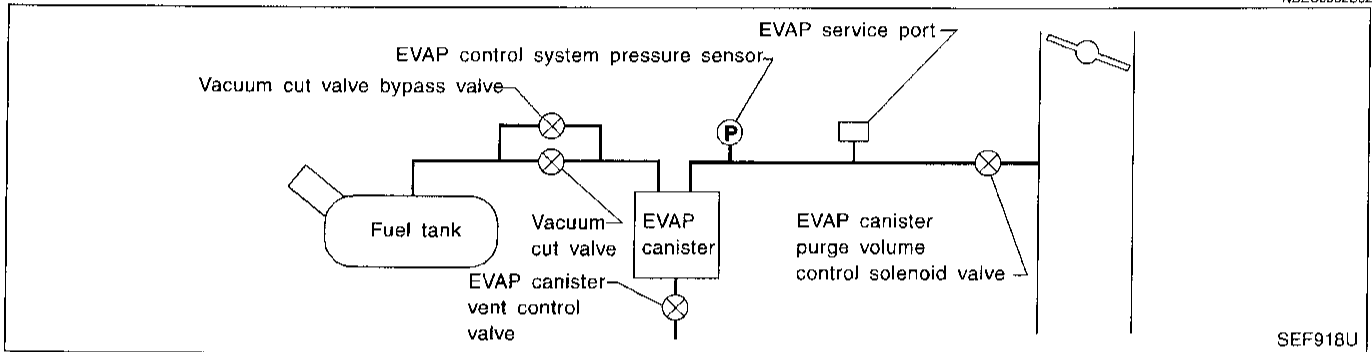 EVAP service port
EVAP control system pressure sensor
Vacuum cut valve bypass valve
P
Fuel tank
Vacuum
cut valve
EVAP
canister
EVAP canister
purge volume
control solenoid valve
EVAP canister
vent control
valve
SEF918U